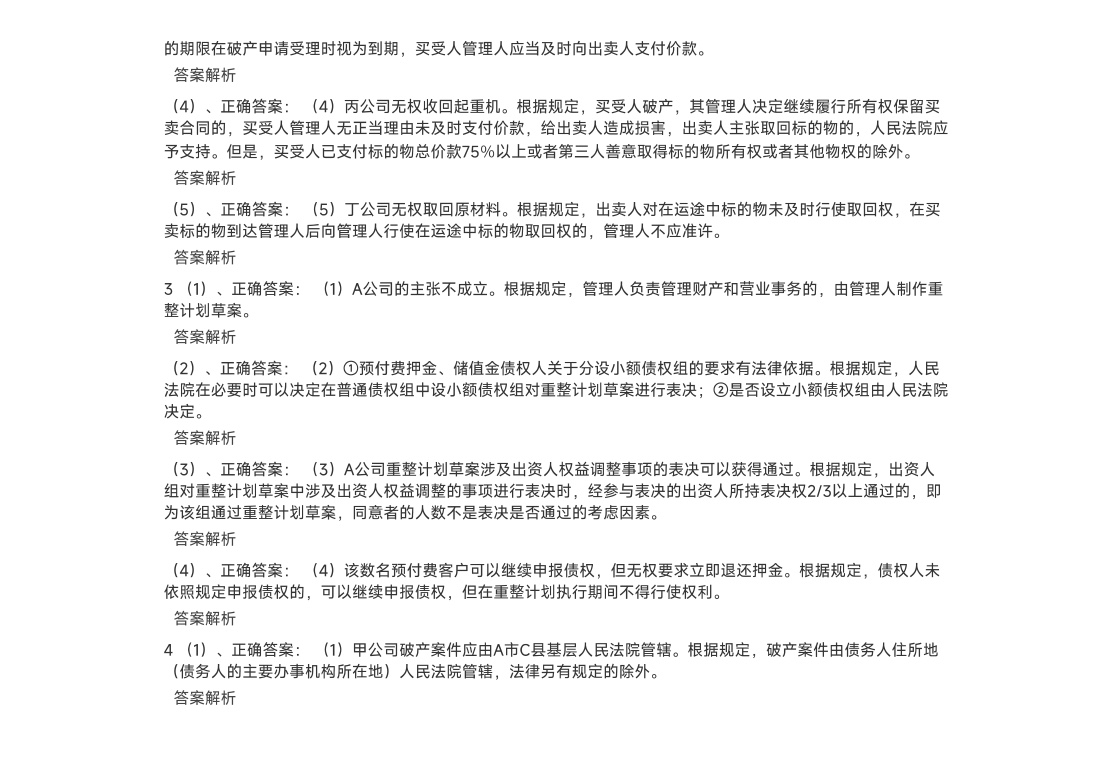 的期限在破产申请受理时视为到期，买受人管理人应当及时向出卖人支付价款。
答案解析
（4）、正确答案： （4）丙公司无权收回起重机。根据规定，买受人破产，其管理人决定继续履行所有权保留买
卖合同的，买受人管理人无正当理由未及时支付价款，给出卖人造成损害，出卖人主张取回标的物的，人民法院应
予支持。但是，买受人已支付标的物总价款75%以上或者第三人善意取得标的物所有权或者其他物权的除外。
答案解析
（5）、正确答案： （5）丁公司无权取回原材料。根据规定，出卖人对在运途中标的物未及时行使取回权，在买
卖标的物到达管理人后向管理人行使在运途中标的物取回权的，管理人不应准许。
答案解析
3 （1）、正确答案： （1）A公司的主张不成立。根据规定，管理人负责管理财产和营业事务的，由管理人制作重
整计划草案。
答案解析
（2）、正确答案： （2）①预付费押金、储值金债权人关于分设小额债权组的要求有法律依据。根据规定，人民
法院在必要时可以决定在普通债权组中设小额债权组对重整计划草案进行表决；②是否设立小额债权组由人民法院
决定。
答案解析
（3）、正确答案： （3）A公司重整计划草案涉及出资人权益调整事项的表决可以获得通过。根据规定，出资人
组对重整计划草案中涉及出资人权益调整的事项进行表决时，经参与表决的出资人所持表决权2/3以上通过的，即
为该组通过重整计划草案，同意者的人数不是表决是否通过的考虑因素。
答案解析
（4）、正确答案： （4）该数名预付费客户可以继续申报债权，但无权要求立即退还押金。根据规定，债权人未
依照规定申报债权的，可以继续申报债权，但在重整计划执行期间不得行使权利。
答案解析
4 （1）、正确答案： （1）甲公司破产案件应由A市C县基层人民法院管辖。根据规定，破产案件由债务人住所地
（债务人的主要办事机构所在地）人民法院管辖，法律另有规定的除外。
答案解析